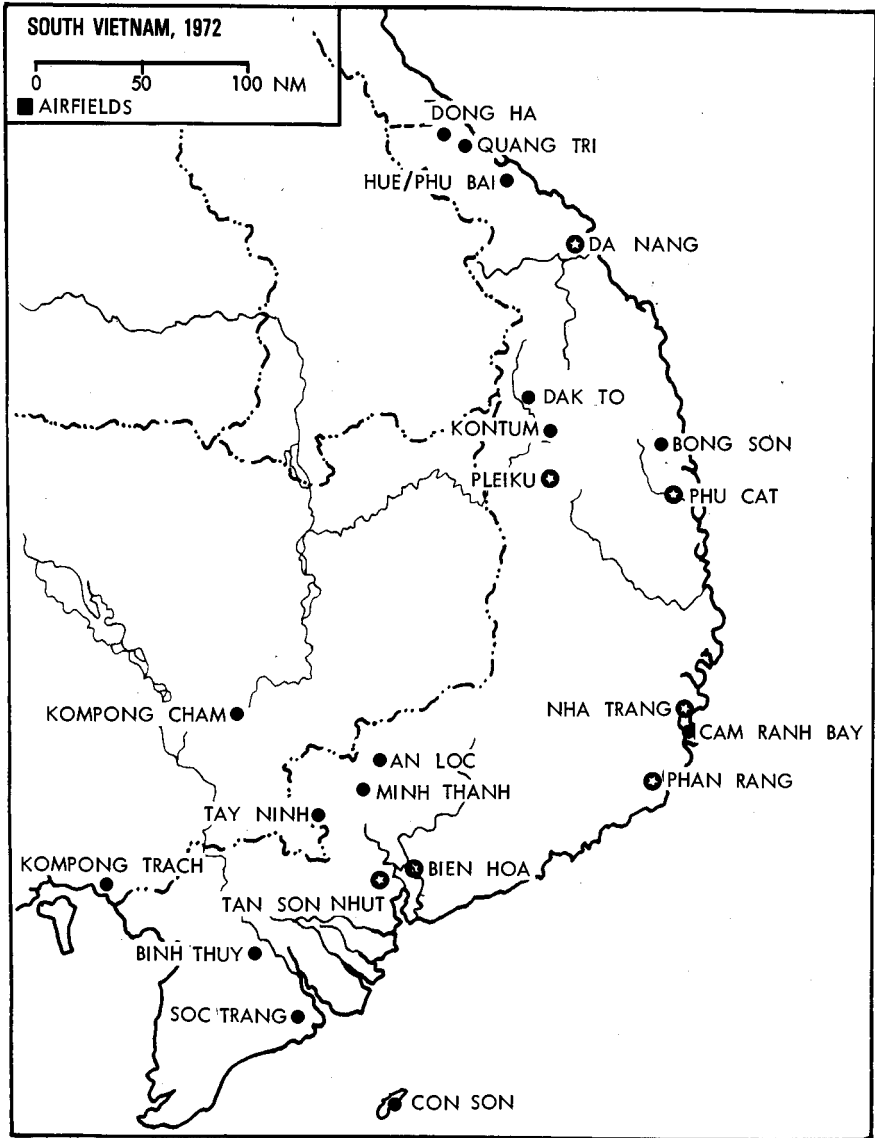 SOUTH VIETNAM, 1972
0 50 100 NM
AIRFIELDS
DONG HA
QUANG TRI
HUE/PHU BAI
DA NANG
DAK TO
KONTUM
BONG SON
PLEIKU
PHU CAT
NHA TRANG
KOMPONG CHAM
CAM RANH BAY
AN LOC
PHAN RANG
MINH THANH
TAY NINH
KOMPONG TRACH
BIEN HOA
TAN SON NHUT
BINH THUY
SOC TRANG
CON SON